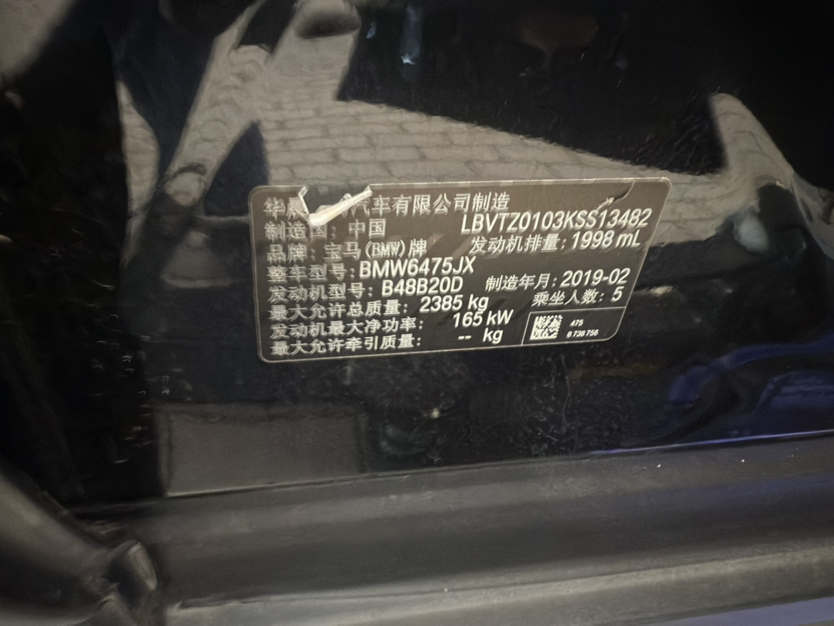 华晨 汽车有限公司制造
制造国：中国 LBVTZ0103KSS13482
品牌：宝马(BMW)牌 发动机排量：1998 mL
整车型号：BMW6475JX
发动机型号：B48B20D 制造年月：2019-02
最大允许总质量：2385 kg 乘坐人数：5
发动机最大净功率：165 kW
最大允许牵引质量：-- kg
475
8 738 756